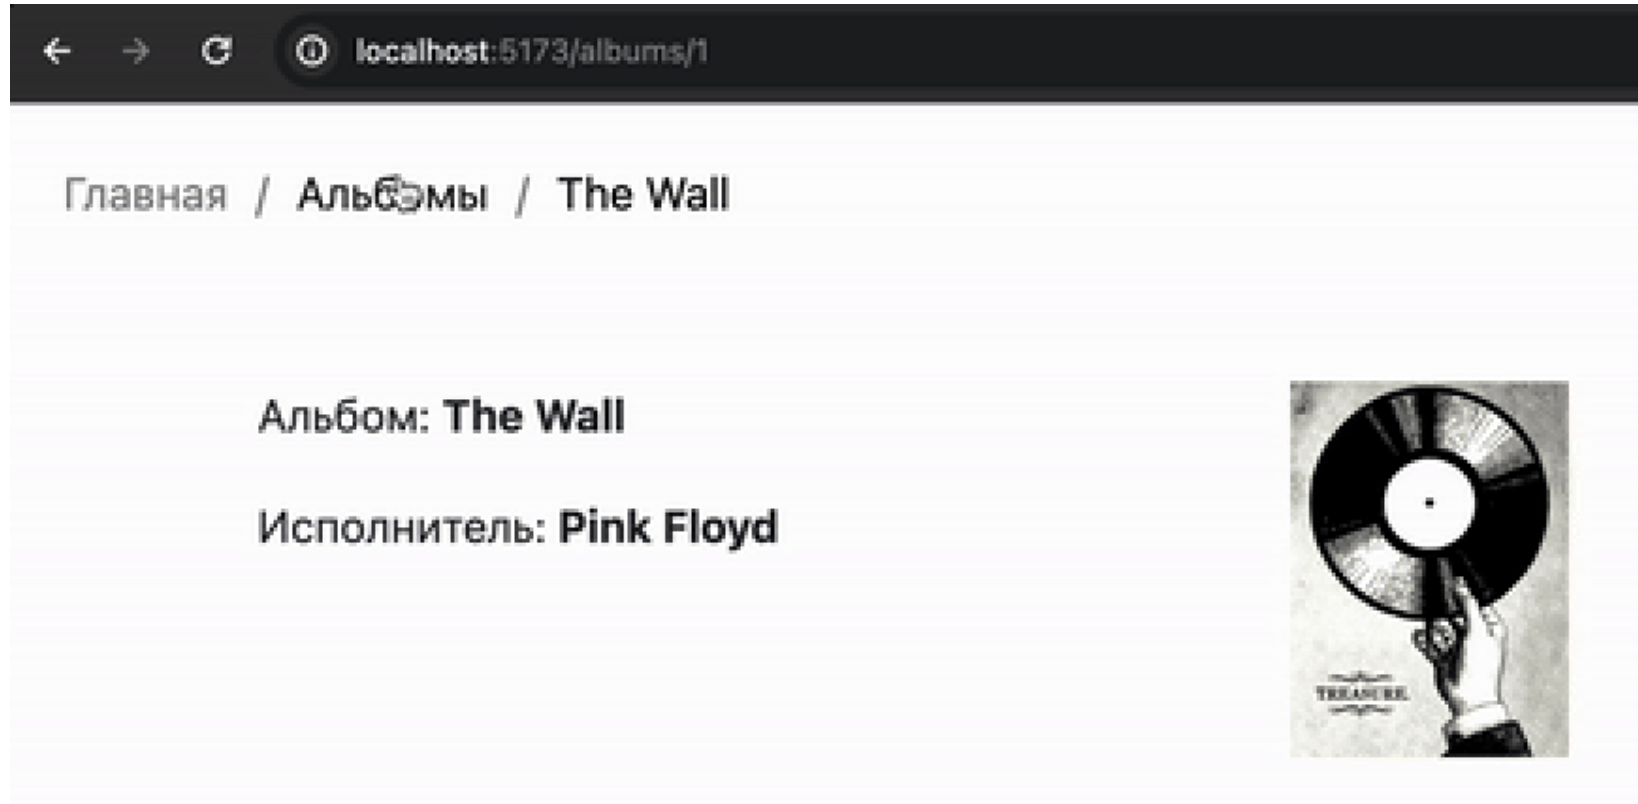 localhost:5173/albums/1
Главная / Альбомы / The Wall
Альбом: The Wall
Исполнитель: Pink Floyd
TREASURE